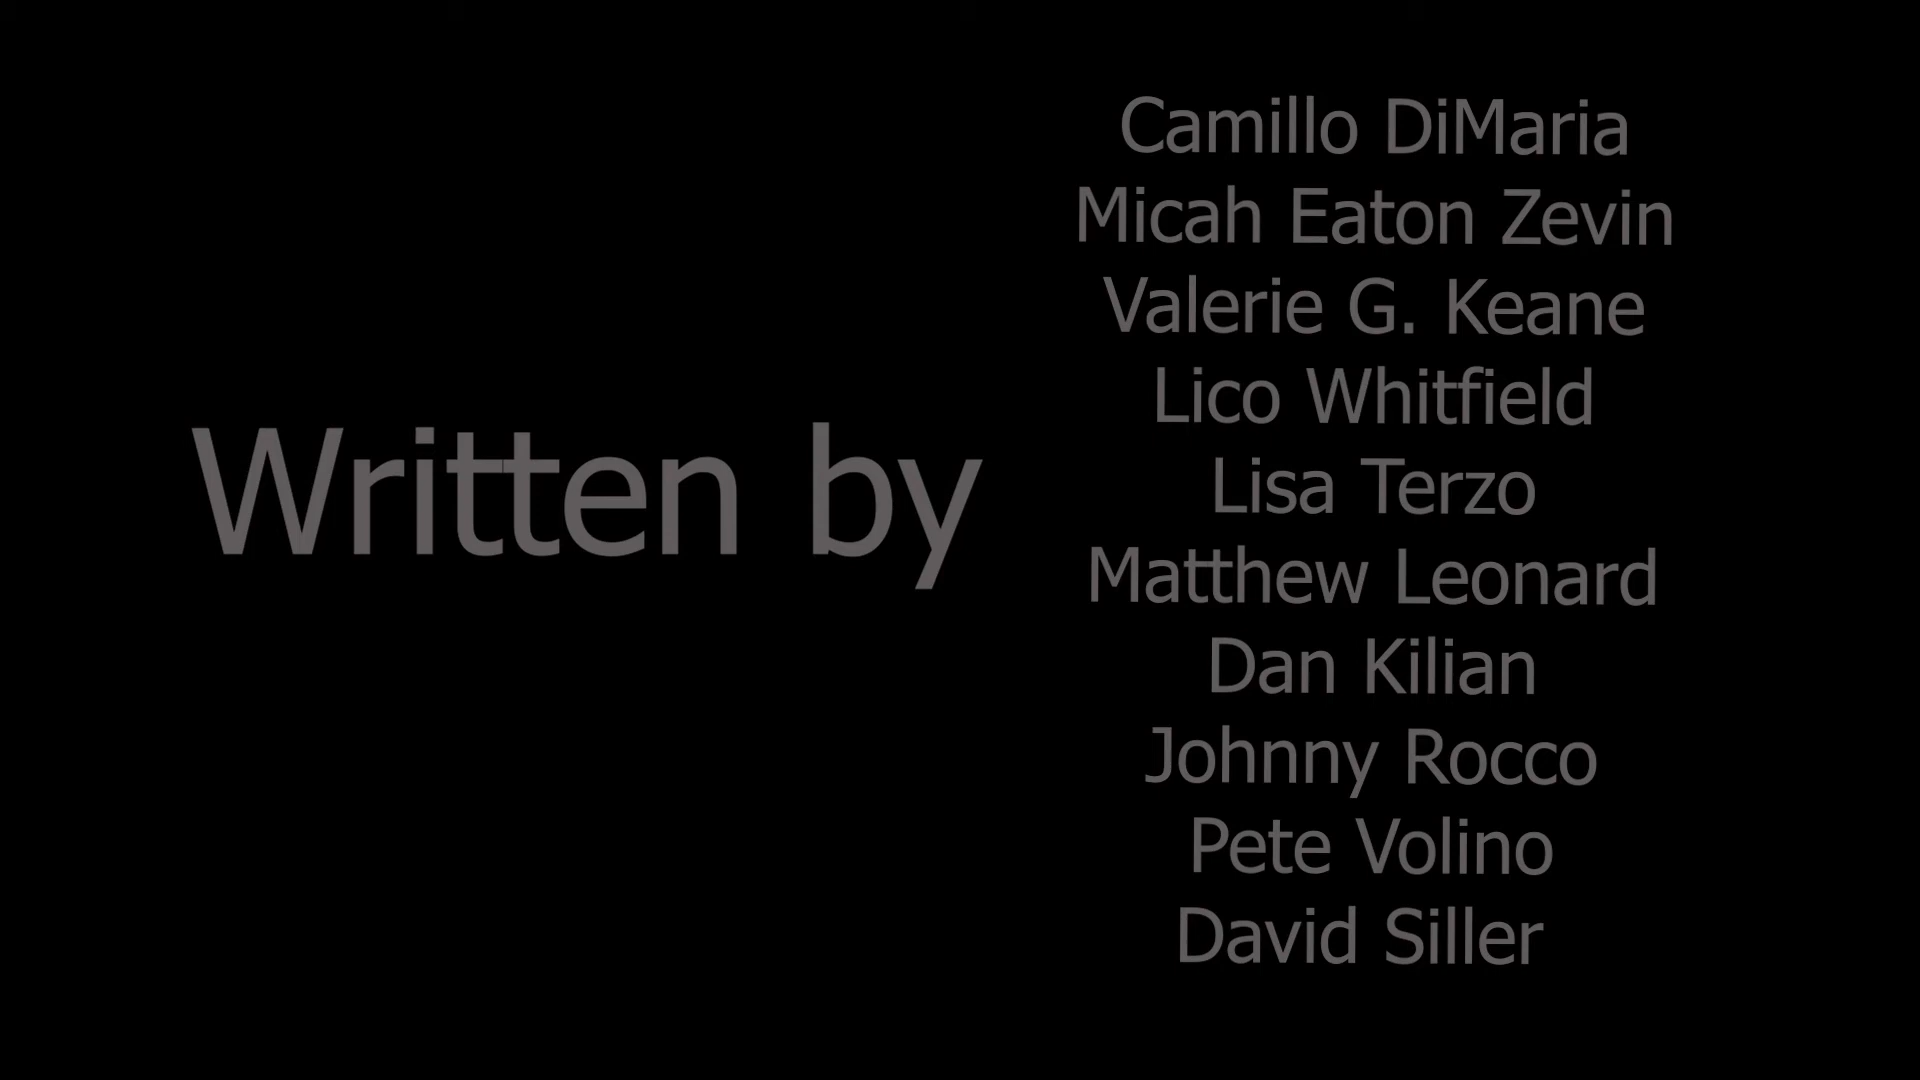 Written by
Camillo DiMaria
Micah Eaton Zevin
Valerie G. Keane
Lico Whitfield
Lisa Terzo
Matthew Leonard
Dan Kilian
Johnny Rocco
Pete Volino
David Siller